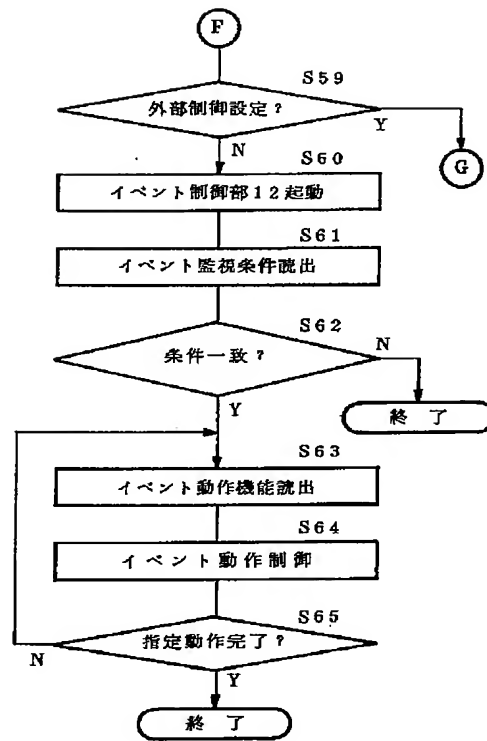 F
S59
外部制御設定？
Y
N
G
S60
イベント制御部12起動
S61
イベント監視条件読出
S62
条件一致？
N
Y
終 了
S63
イベント動作機能読出
S64
イベント動作制御
S65
指定動作完了？
N
Y
終 了